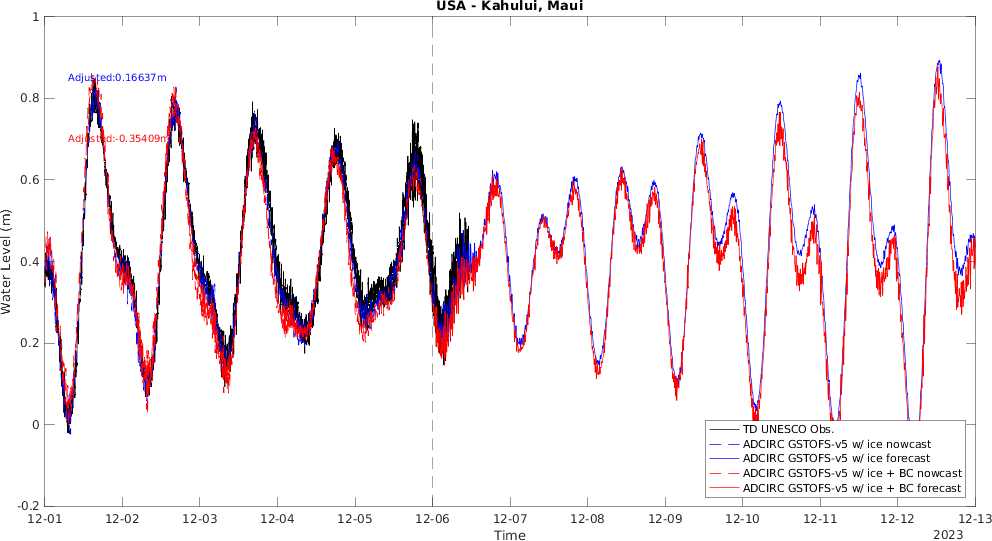 USA - Kahului, Maui
1
0.8
0.6
0.4
0.2
0
-0.2
Water Level (m)
Adjusted:0.16637m
Adjusted:-0.35409m
TD UNESCO Obs.
ADCIRC GSTOFS-v5 w/ ice nowcast
ADCIRC GSTOFS-v5 w/ ice forecast
ADCIRC GSTOFS-v5 w/ ice + BC nowcast
ADCIRC GSTOFS-v5 w/ ice + BC forecast
12-01 12-02 12-03 12-04 12-05 12-06 12-07 12-08 12-09 12-10 12-11 12-12 12-13
Time
2023